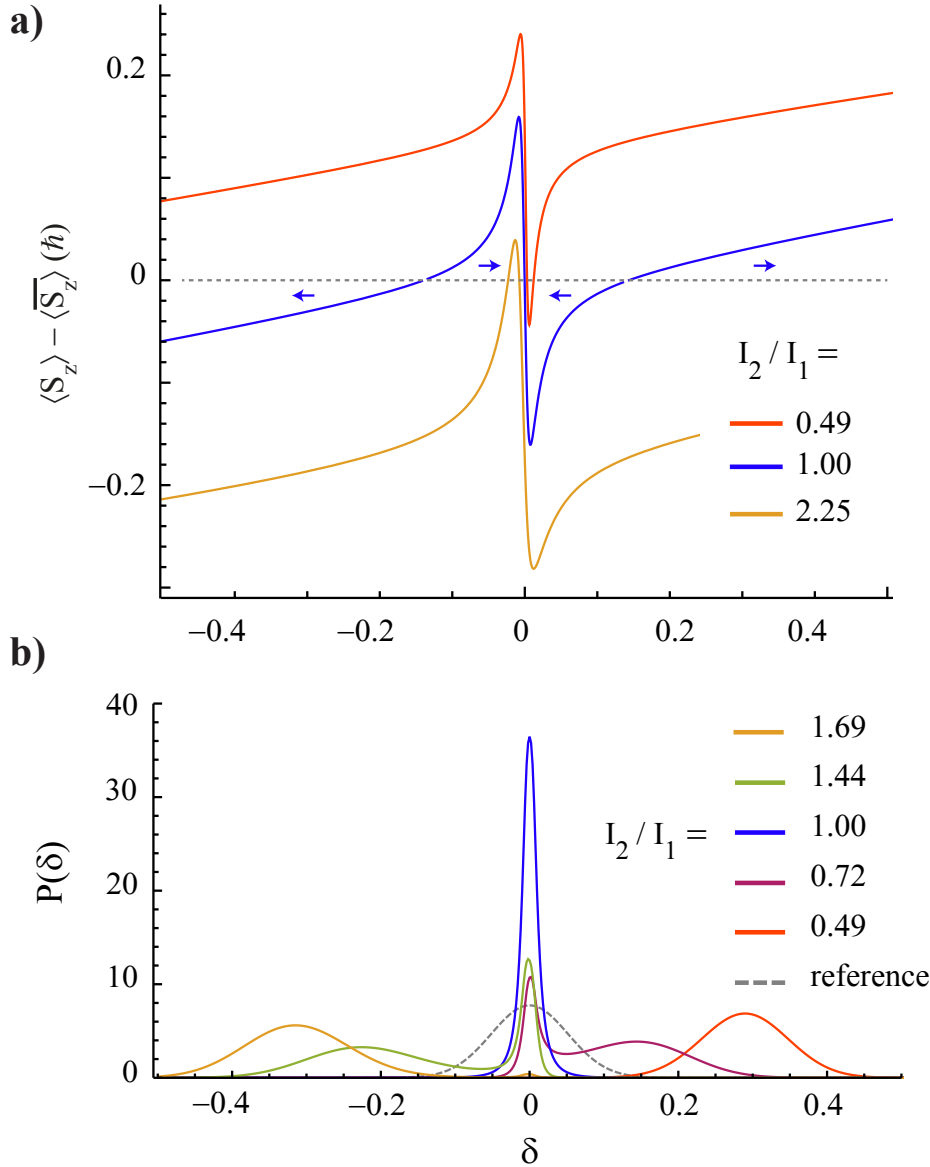 a)
0.2
0
−0.2
⟨S_z⟩ − \overline{⟨S_z⟩} (ħ)
I_2 / I_1 =
0.49
1.00
2.25
−0.4 −0.2 0 0.2 0.4
b)
40
30
20
10
0
P(δ)
I_2 / I_1 =
1.69
1.44
1.00
0.72
0.49
reference
−0.4 −0.2 0 0.2 0.4
δ